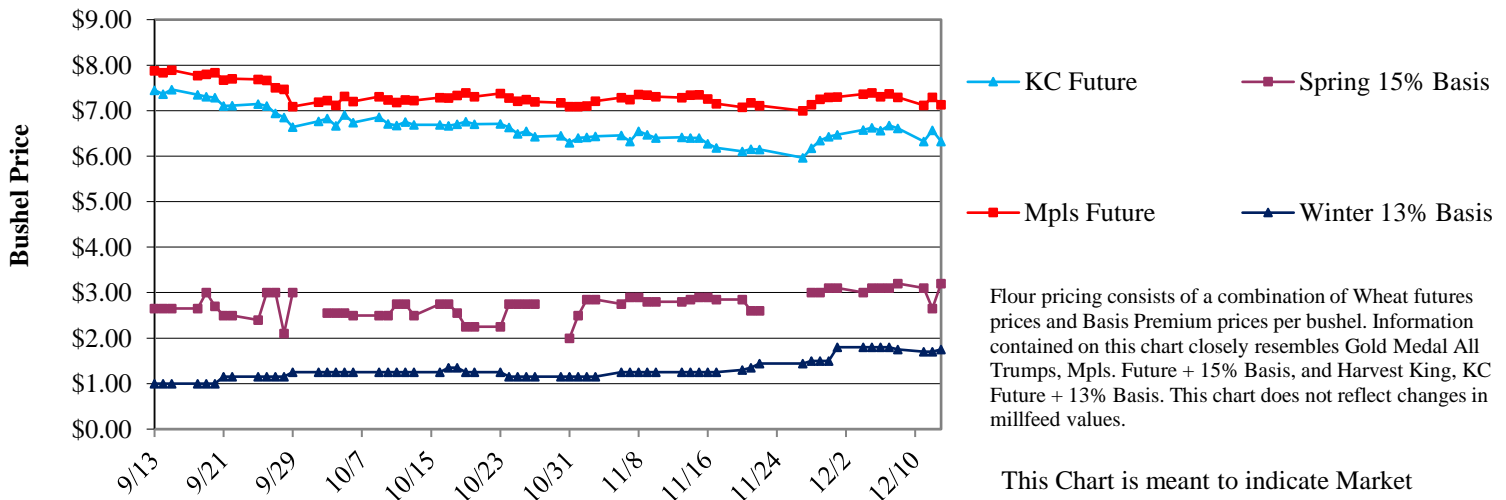 $9.00
$8.00
$7.00
$6.00
$5.00
$4.00
$3.00
$2.00
$1.00
$0.00
Bushel Price
9/13
9/21
9/29
10/7
10/15
10/23
10/31
11/8
11/16
11/24
12/2
12/10
KC Future
Spring 15% Basis
Mpls Future
Winter 13% Basis
Flour pricing consists of a combination of Wheat futures
prices and Basis Premium prices per bushel. Information
contained on this chart closely resembles Gold Medal All
Trumps, Mpls. Future + 15% Basis, and Harvest King, KC
Future + 13% Basis. This chart does not reflect changes in
millfeed values.
This Chart is meant to indicate Market